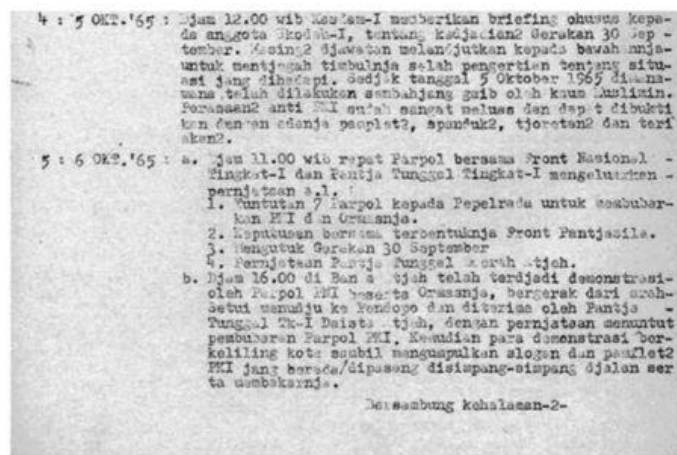 4 : 5 OKT.'65 : Djam 12.00 wib Kasdam-I memberikan briefing chusus kepa-
da anggota Skodam-I, tentang kedjadian2 Gerakan 30 Sep -
tember. Masing2 djawatan melandjutkan kepada bawahannja-
untuk mentjegah timbulnja salah pengertian tentang situ-
asi jang dihadapi. Sedjak tanggal 5 Oktober 1965 dimana-
mana telah dilakukan sembahjang gaib oleh kaum Muslimin.
Perasaan2 anti PKI sudah sangat meluas dan dapat dibukti
kan dengan adanja pamplet2, spanduk2, tjoretan2 dan teri
akan2.
5 : 6 OKT.'65 : a. Djam 11.00 wib rapat Parpol bersama Front Nasional -
Tingkat-I dan Pantja Tunggal Tingkat-I mengeluarkan -
pernjataan a.l. :
1. Tuntutan 7 Parpol kepada Pepelrada untuk membubar-
kan PKI dan Ormasnja.
2. Keputusan bersama terbentuknja Front Pantjasila.
3. Mengutuk Gerakan 30 September
4. Pernjataan Pantja Tunggal Daerah Atjeh.
b. Djam 16.00 di Banda Atjeh telah terdjadi demonstrasi-
oleh Parpol beserta Ormasnja, bergerak dari arah-
Setui menudju ke Pendopo dan diterima oleh Pantja -
Tunggal Tk-I Daista Atjeh, dengan pernjataan menuntut
pembubaran Parpol PKI. Kemudian para demonstrasi ber-
keliling kota sambil mengumpulkan slogan dan pamflet2
PKI jang berada/dipasang disimpang-simpang djalan ser
ta membakarnja.
Bersambung kehalaman-2-